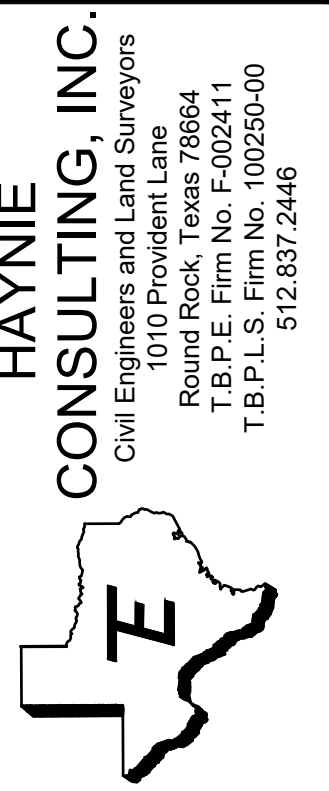 HAYNIE
CONSULTING, INC.
Civil Engineers and Land Surveyors
1010 Provident Lane
Round Rock, Texas 78664
T.B.P.E. Firm No. F-002411
T.B.P.L.S. Firm No. 100250-00
512.837.2446